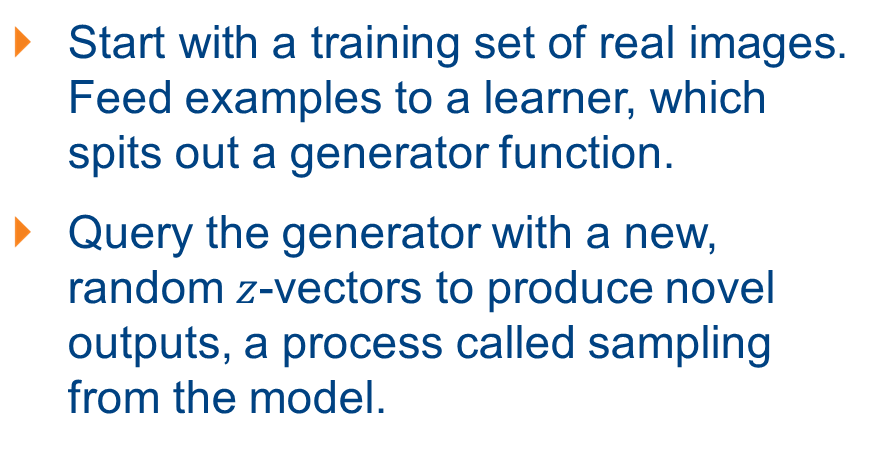 Start with a training set of real images.
Feed examples to a learner, which
spits out a generator function.
Query the generator with a new,
random z-vectors to produce novel
outputs, a process called sampling
from the model.